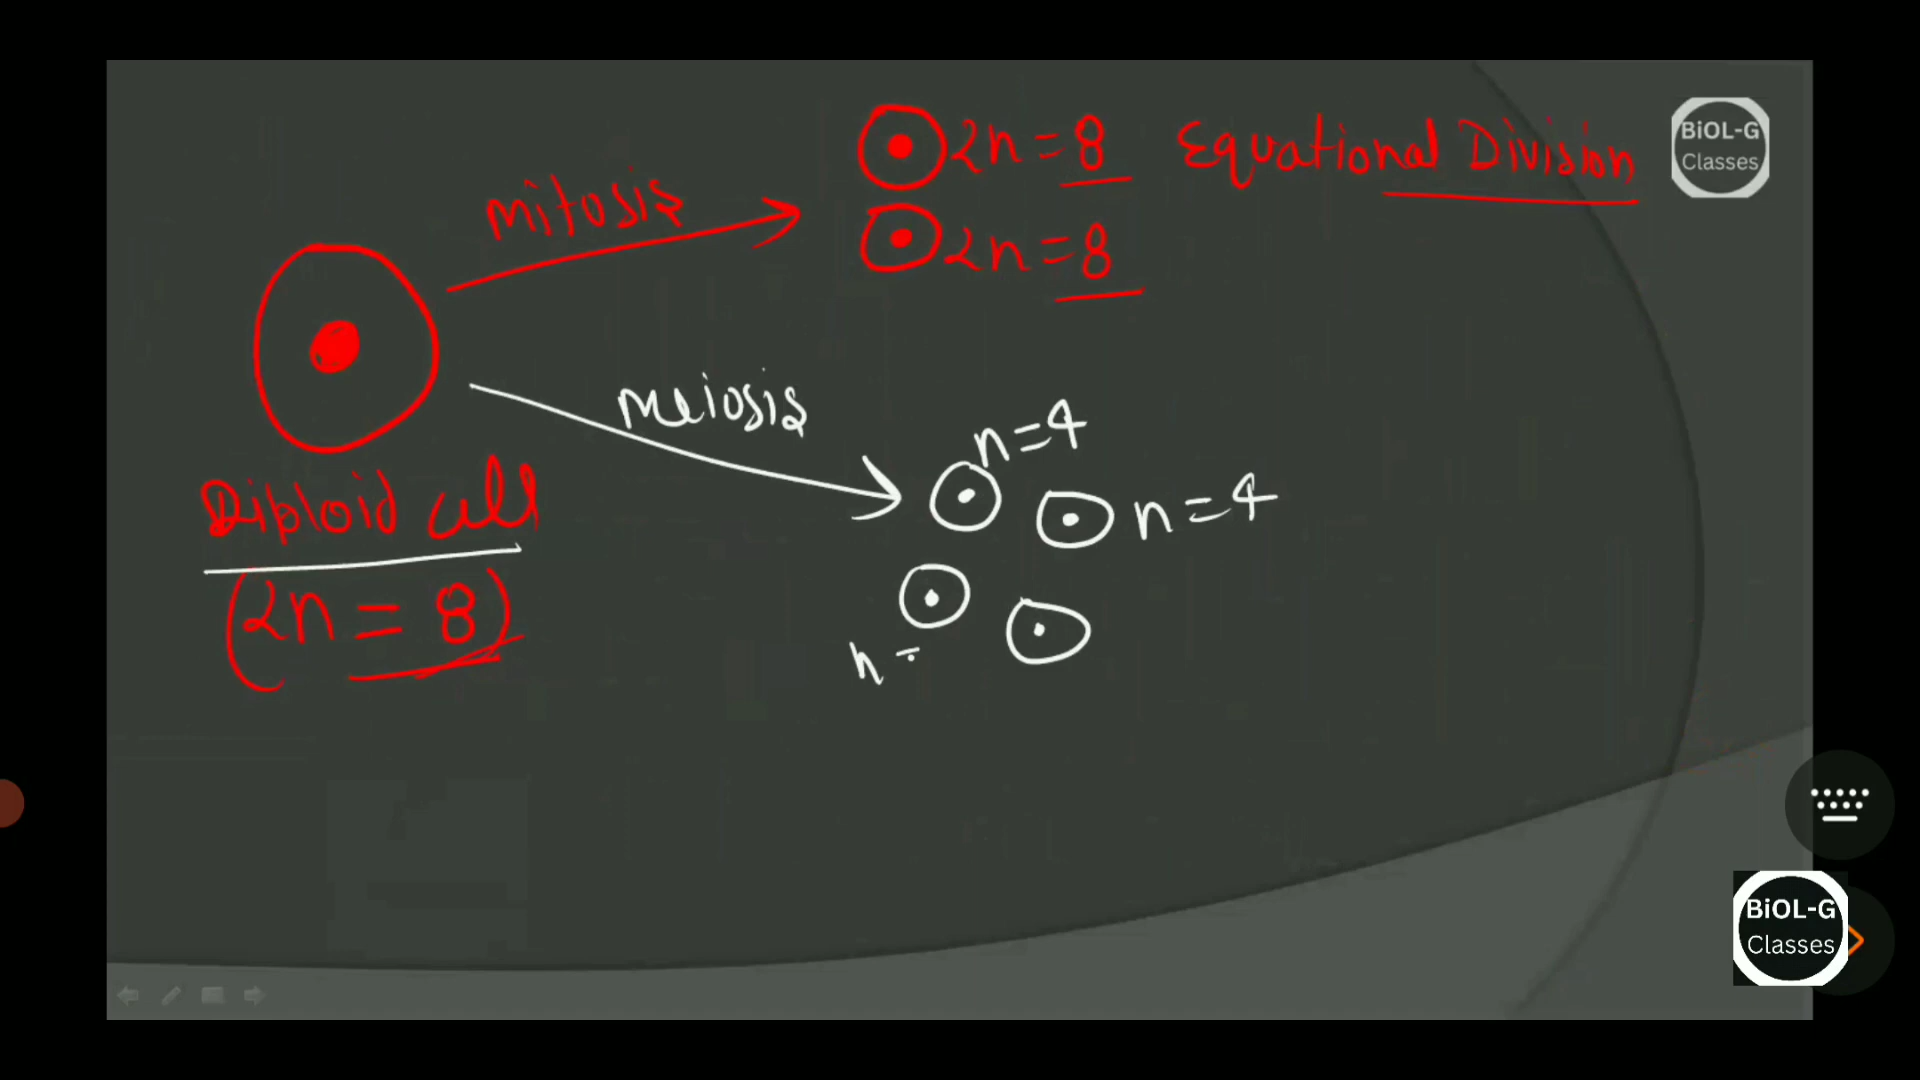 2n = 8 Equational Division
BiOL-G
Classes
mitosis
2n = 8
meiosis
n = 4
n = 4
Diploid cell
(2n = 8)
n =
BiOL-G
Classes